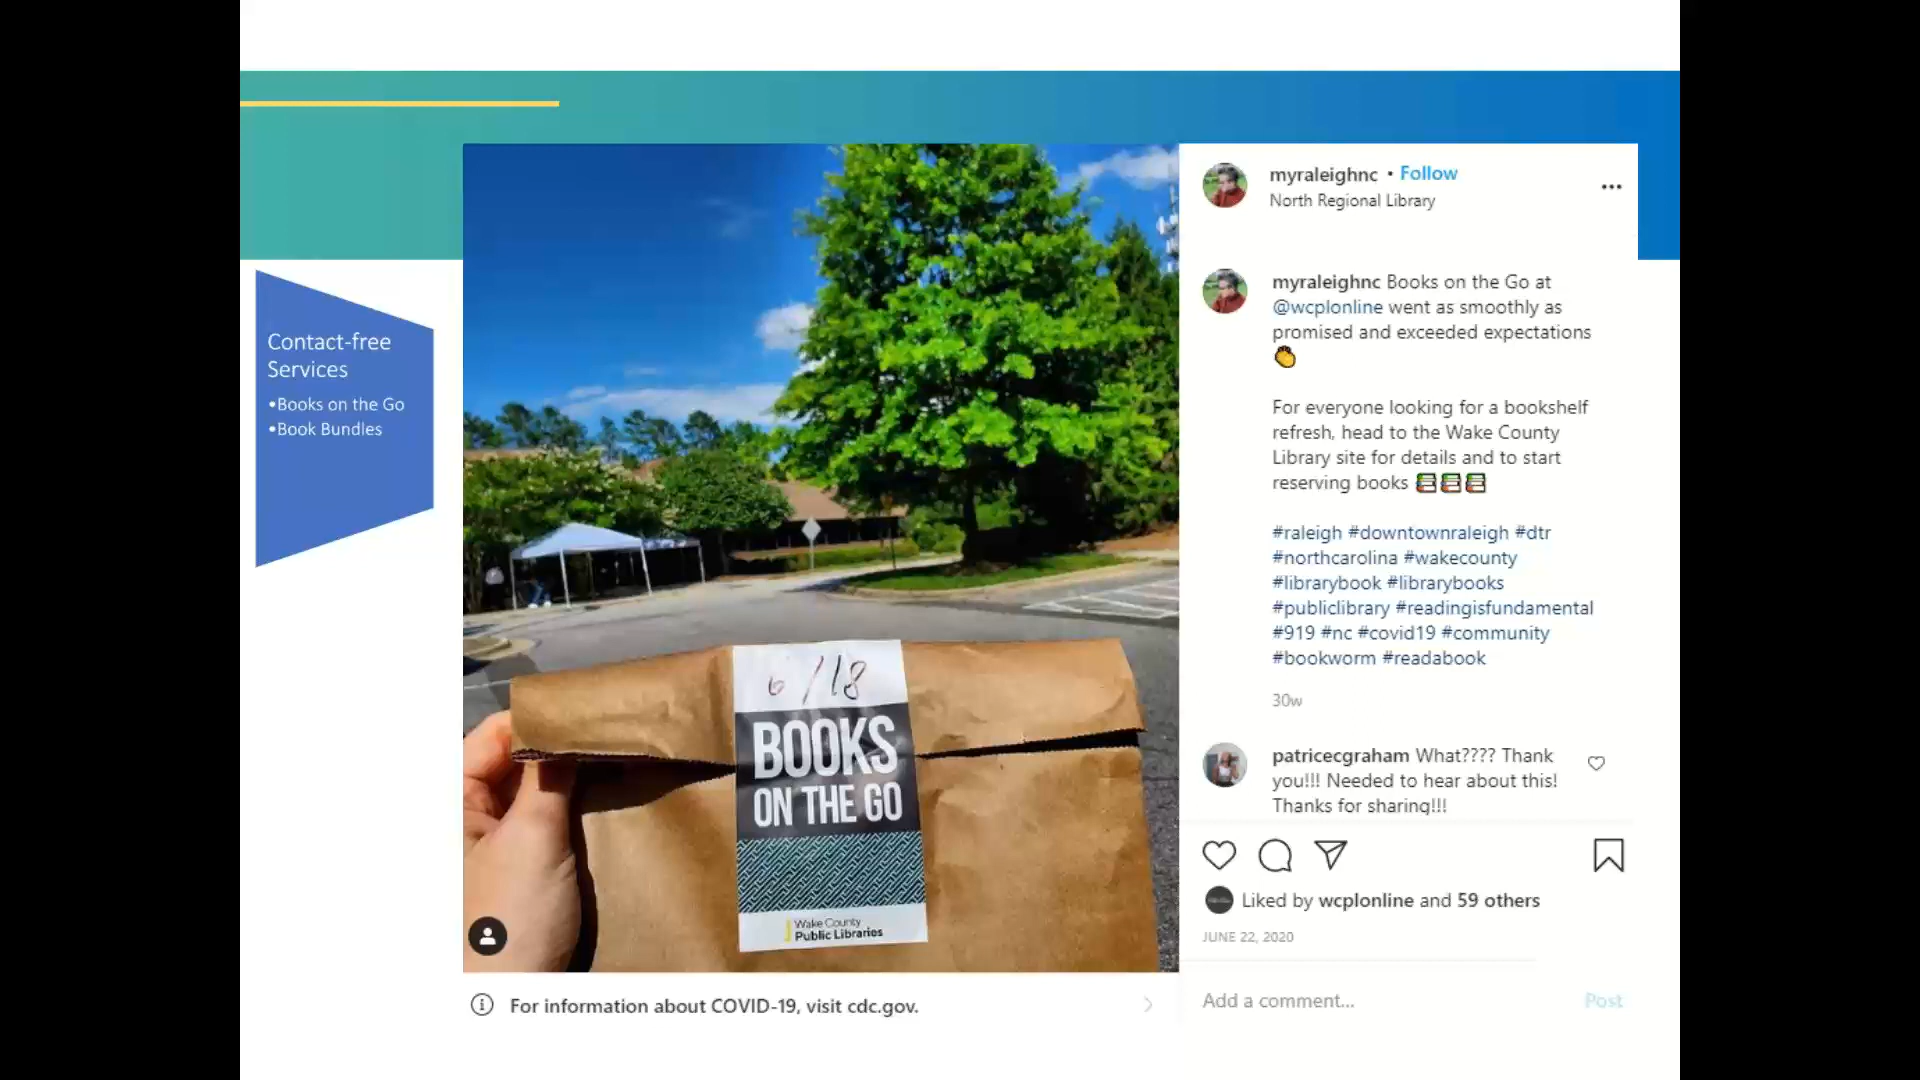 Contact-free
Services
•Books on the Go
•Book Bundles
6/18
BOOKS
ON THE GO
Wake County
Public Libraries
For information about COVID-19, visit cdc.gov.
myraleighnc • Follow
North Regional Library
myraleighnc Books on the Go at
@wcplonline went as smoothly as
promised and exceeded expectations
👏
For everyone looking for a bookshelf
refresh, head to the Wake County
Library site for details and to start
reserving books 📚📚📚
#raleigh #downtownraleigh #dtr
#northcarolina #wakecounty
#librarybook #librarybooks
#publiclibrary #readingisfundamental
#919 #nc #covid19 #community
#bookworm #readabook
30w
patricecgraham What???? Thank
you!!! Needed to hear about this!
Thanks for sharing!!!
Liked by wcplonline and 59 others
JUNE 22, 2020
Add a comment... Post